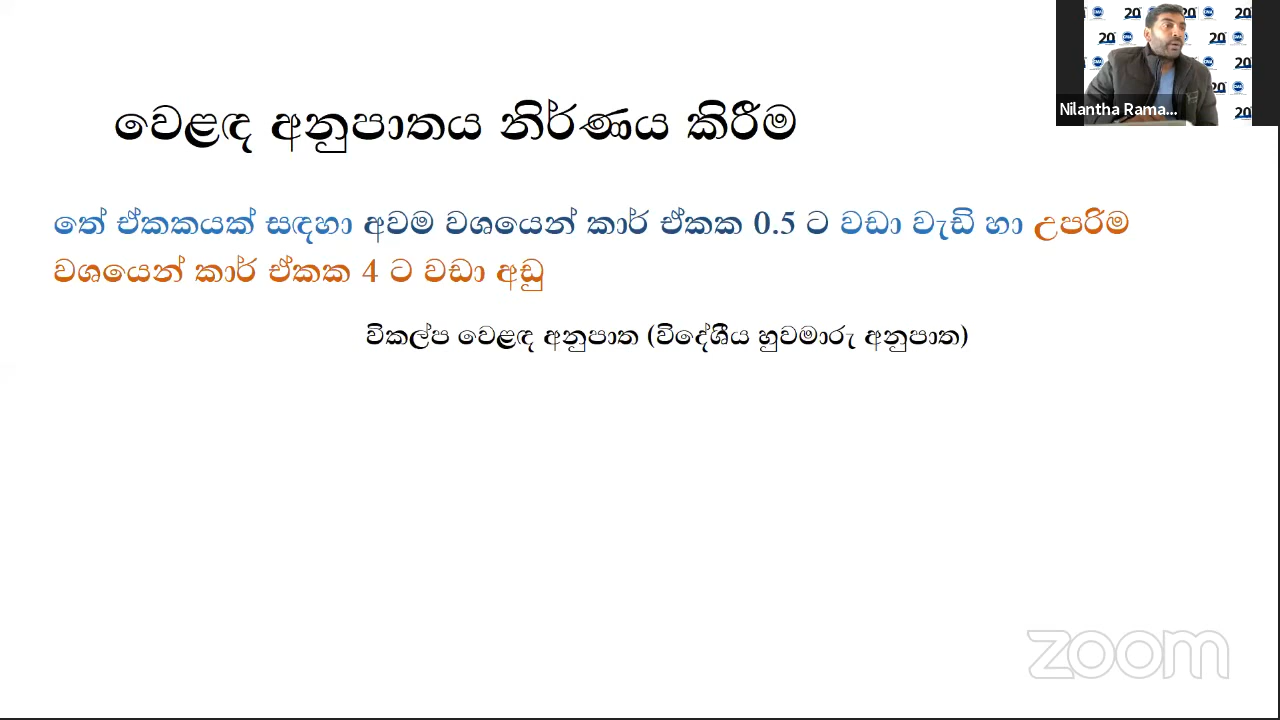 වෙළඳ අනුපාතය නිර්ණය කිරීම
තේ ඒකකයක් සඳහා අවම වශයෙන් කාර් ඒකක 0.5 ට වඩා වැඩි හා උපරිම
වශයෙන් කාර් ඒකක 4 ට වඩා අඩු
විකල්ප වෙළඳ අනුපාත (විදේශීය හුවමාරු අනුපාත)
Nilantha Rama...
zoom